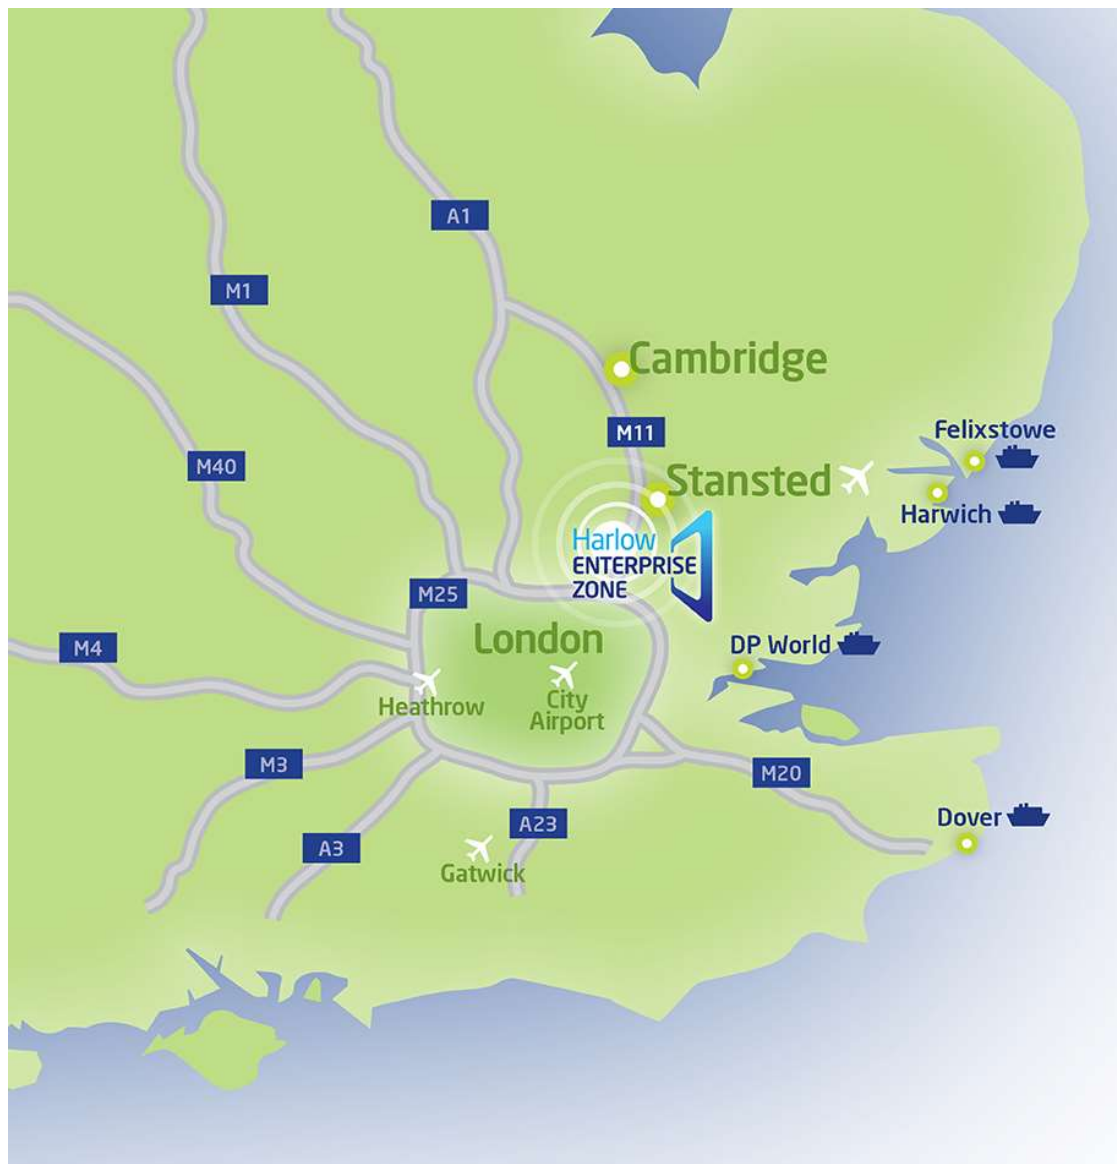 A1
M1
Cambridge
M11
Felixstowe
M40
Stansted
Harwich
Harlow
ENTERPRISE
ZONE
M25
London
DP World
M4
Heathrow
City
Airport
M3
M20
A23
Dover
A3
Gatwick